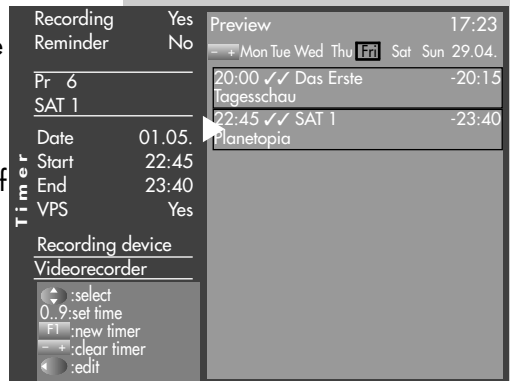 Recording Yes
Reminder No
Pr 6
SAT 1
Date 01.05.
Start 22:45
End 23:40
VPS Yes
Recording device
Videorecorder
:select
0..9:set time
F1 :new timer
- + :clear timer
:edit
Timer
Preview 17:23
- + Mon Tue Wed Thu Fri Sat Sun 29.04.
20:00 ✓✓ Das Erste -20:15
Tagesschau
22:45 ✓✓ SAT 1 -23:40
Planetopia
e
f